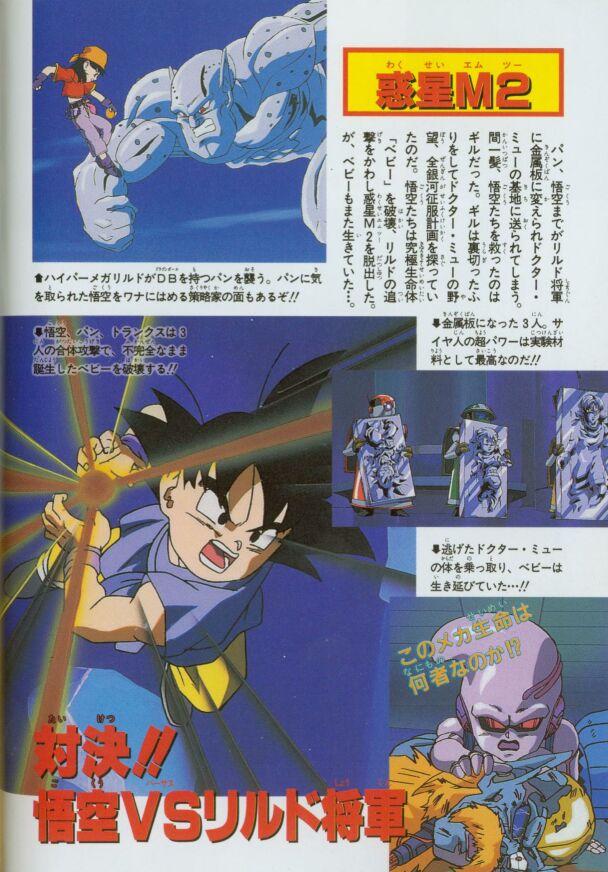 惑星M2
パン、悟空までがリルド将軍
に金属板に変えられドクター・
ミューの基地に送られてしまう。
間一髪、悟空たちを救ったのは
ギルだった。ギルは裏切ったふ
りをしてドクター・ミューの野
望、全銀河征服計画を探ってい
たのだ。悟空たちは究極生命体
「ベビー」を破壊、リルドの追い
撃をかわし惑星M2を脱出した。
が、ベビーもまた生きていた…。
⬆ハイパーメガリルドがDBを持つパンを襲う。パンに気
を取られた悟空をワナにはめる策略家の面もあるぞ!!
⬇悟空、パン、トランクスは3
人の合体攻撃で、不完全なまま
誕生したベビーを破壊する!!
⬇金属板になった3人。サ
イヤ人の超パワーは実験材
料として最高なのだ!!
⬇逃げたドクター・ミュー
の体を乗っ取り、ベビーは
生き延びていた…!!
このメカ生命は
何者なのか!?
対決!!
悟空VSリルド将軍